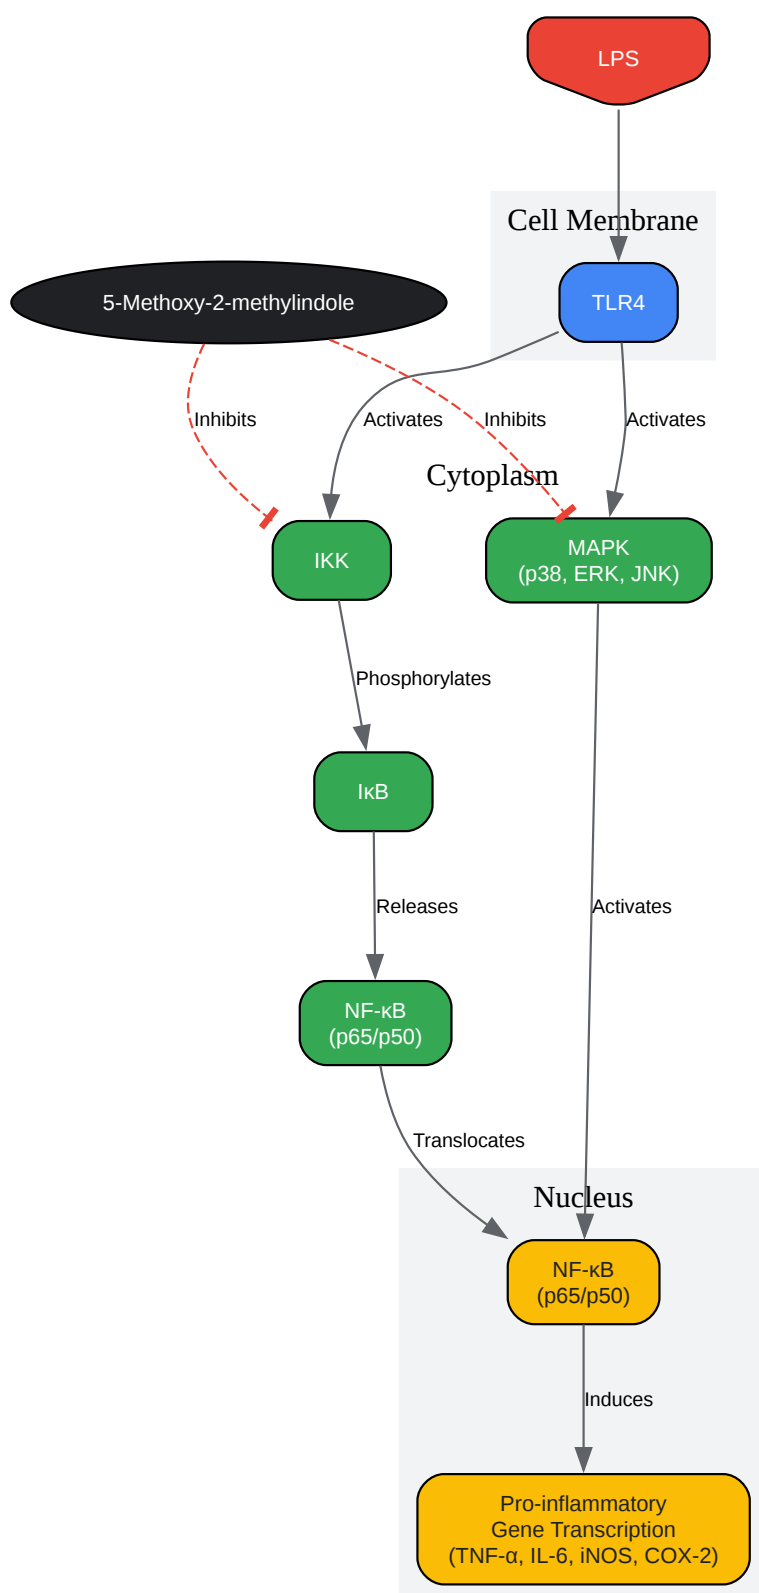 LPS
Cell Membrane
TLR4
5-Methoxy-2-methylindole
Inhibits
Activates
Inhibits
Activates
Cytoplasm
IKK
MAPK
(p38, ERK, JNK)
Phosphorylates
IκB
Releases
Activates
NF-κB
(p65/p50)
Translocates
Nucleus
NF-κB
(p65/p50)
Induces
Pro-inflammatory
Gene Transcription
(TNF-α, IL-6, iNOS, COX-2)